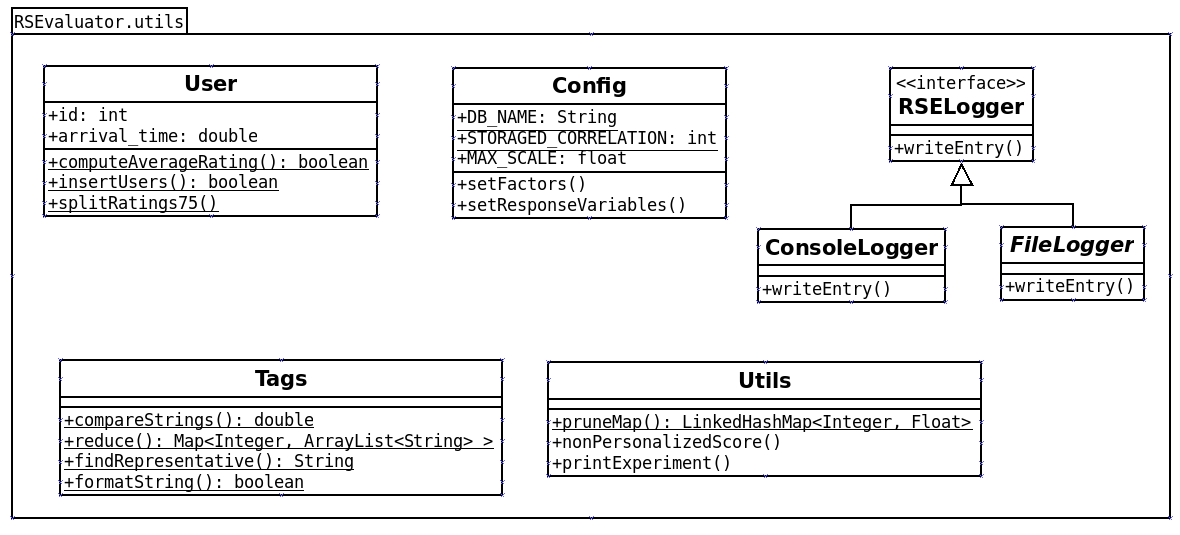 RSEvaluator.utils
User
+id: int
+arrival_time: double
+computeAverageRating(): boolean
+insertUsers(): boolean
+splitRatings75()
Config
+DB_NAME: String
+STORAGED_CORRELATION: int
+MAX_SCALE: float
+setFactors()
+setResponseVariables()
<<interface>>
RSELogger
+writeEntry()
ConsoleLogger
+writeEntry()
FileLogger
+writeEntry()
Tags
+compareStrings(): double
+reduce(): Map<Integer, ArrayList<String> >
+findRepresentative(): String
+formatString(): boolean
Utils
+pruneMap(): LinkedHashMap<Integer, Float>
+nonPersonalizedScore()
+printExperiment()